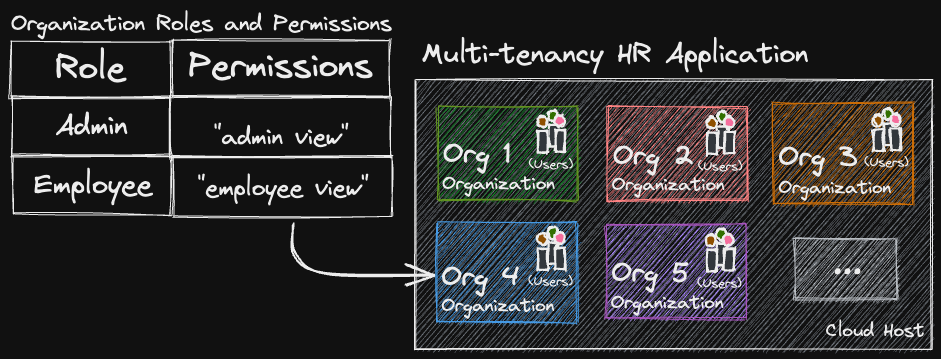 Organization Roles and Permissions
Role
Permissions
Admin
"admin view"
Employee
"employee view"
Multi-tenancy HR Application
Org 1
(Users)
Organization
Org 2
(Users)
Organization
Org 3
(Users)
Organization
Org 4
(Users)
Organization
Org 5
(Users)
Organization
...
Cloud Host